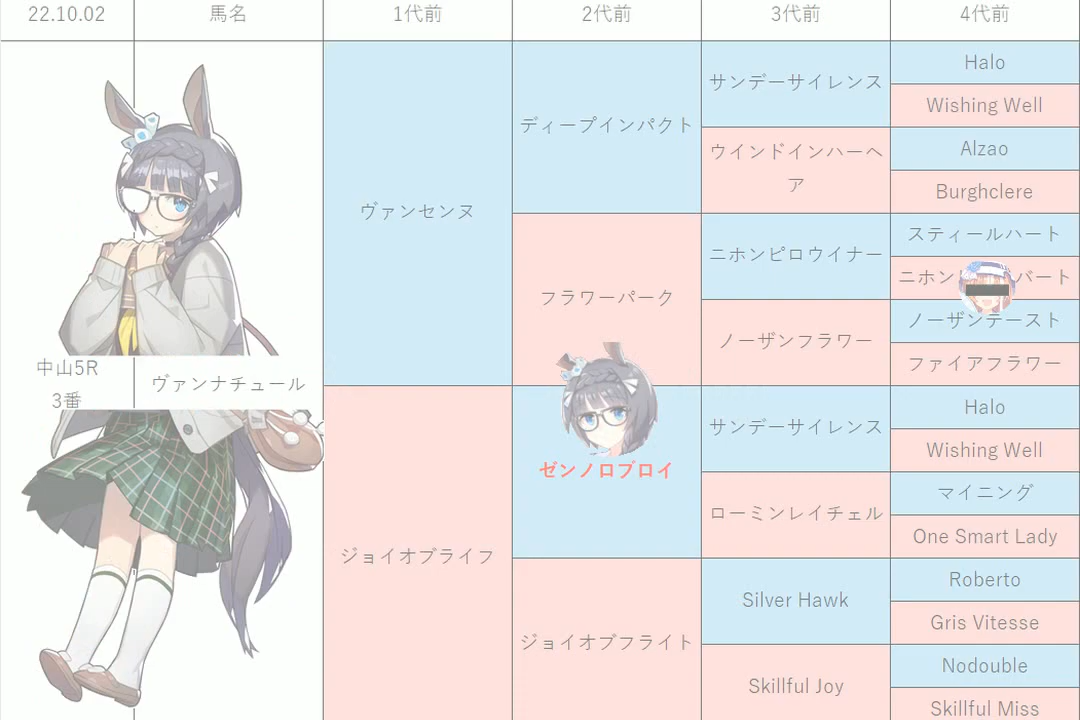 22.10.02
馬名
1代前
2代前
3代前
4代前
中山5R
3番
ヴァンナチュール
ヴァンセンヌ
ジョイオブライフ
ディープインパクト
フラワーパーク
ゼンノロブロイ
ジョイオブフライト
サンデーサイレンス
ウインドインハーヘ
ア
ニホンピロウイナー
ノーザンフラワー
サンデーサイレンス
ローミンレイチェル
Silver Hawk
Skillful Joy
Halo
Wishing Well
Alzao
Burghclere
スティールハート
ニホン バート
ノーザンテースト
ファイアフラワー
Halo
Wishing Well
マイニング
One Smart Lady
Roberto
Gris Vitesse
Nodouble
Skillful Miss